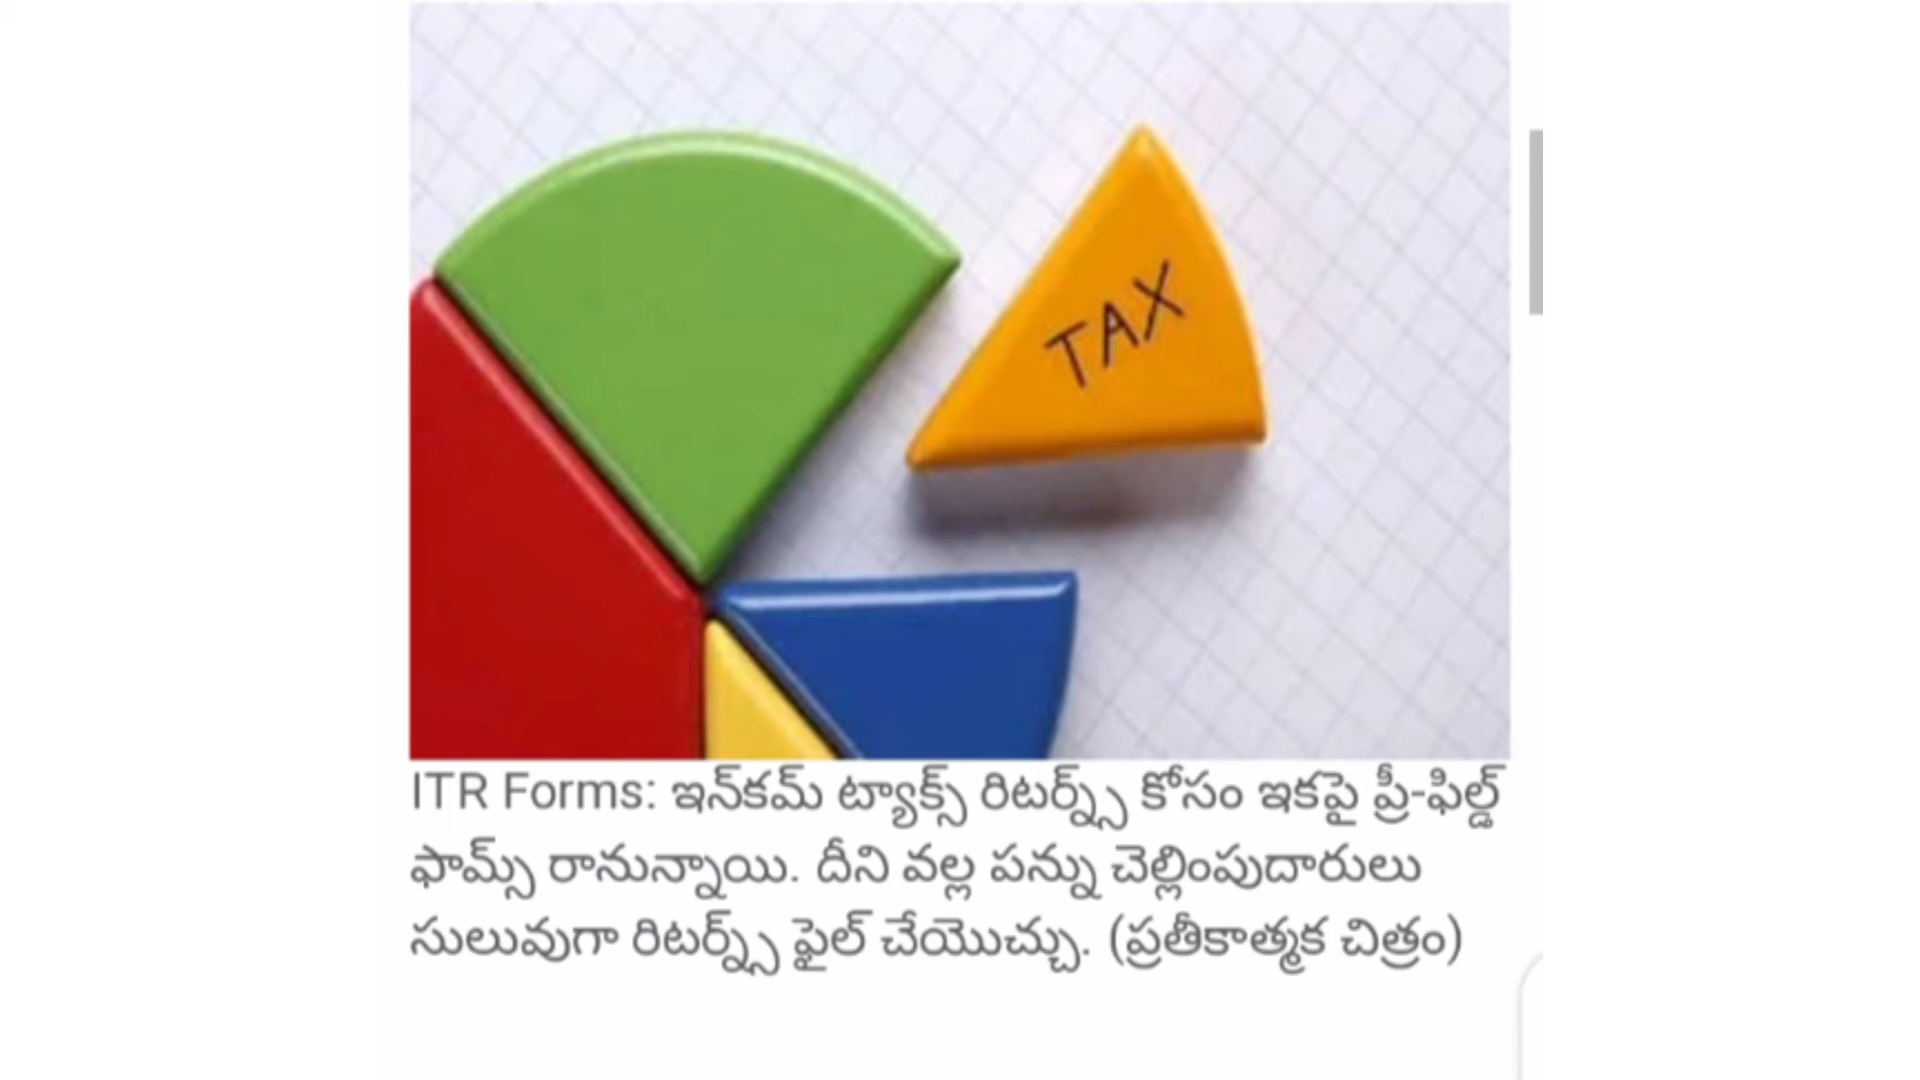 TAX
ITR Forms: ఇన్‌కమ్ ట్యాక్స్ రిటర్న్స్ కోసం ఇకపై ప్రీ-ఫిల్డ్
ఫామ్స్ రానున్నాయి. దీని వల్ల పన్ను చెల్లింపుదారులు
సులువుగా రిటర్న్స్ ఫైల్ చేయొచ్చు. (ప్రతీకాత్మక చిత్రం)